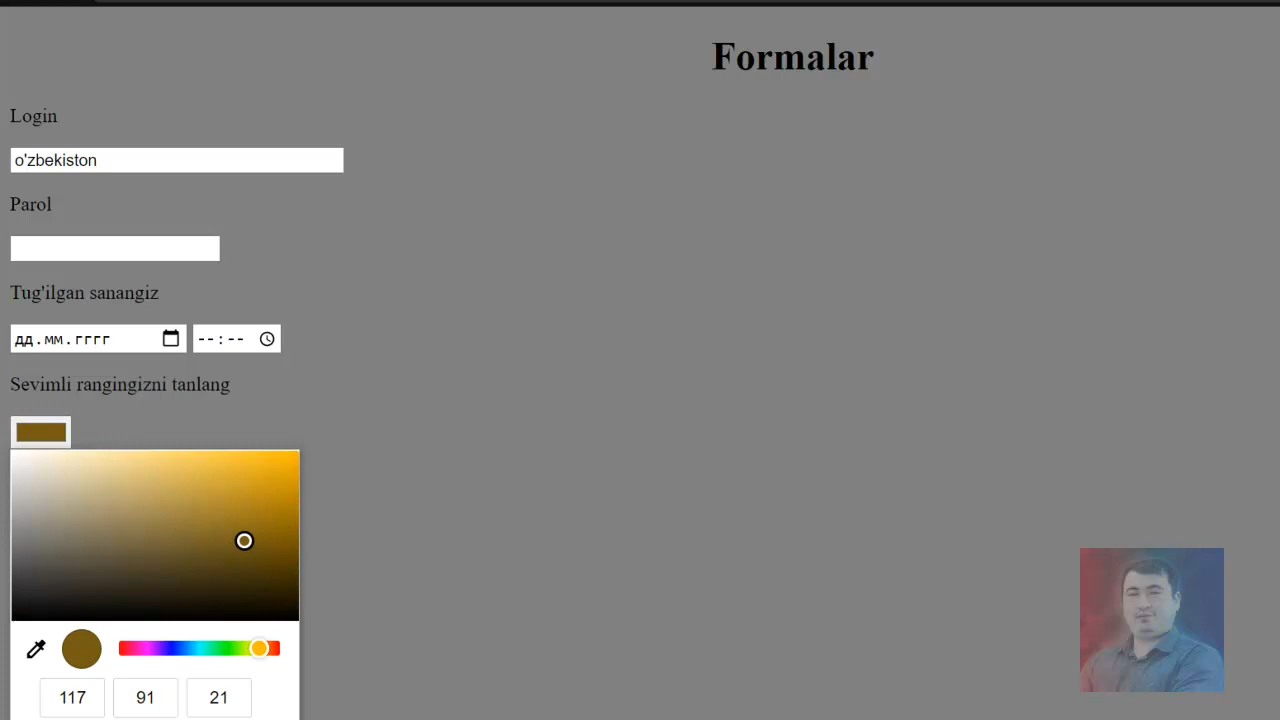 Formalar
Login
o'zbekiston
Parol
Tug'ilgan sanangiz
дд.мм.гггг --:--
Sevimli rangingizni tanlang
117 91 21